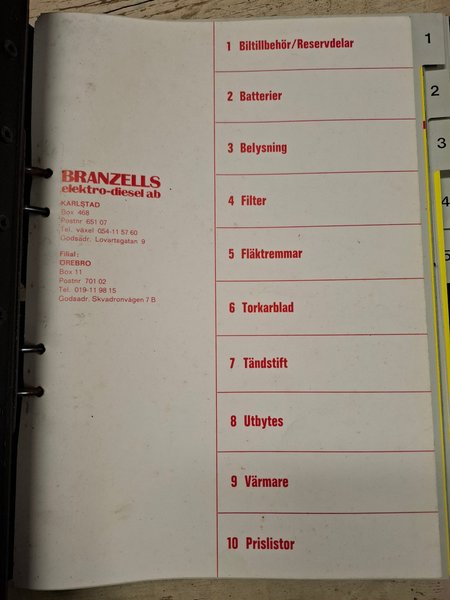 BRANZELLS
elektro-diesel ab
KARLSTAD
Box 468
Postnr 651 07
Tel. växel 054-11 57 60
Godsadr. Lovartsgatan 9
Filial:
ÖREBRO
Box 11
Postnr 701 02
Tel. 019-11 98 15
Godsadr. Skvadronvägen 7 B
1 Biltillbehör/Reservdelar
2 Batterier
3 Belysning
4 Filter
5 Fläktremmar
6 Torkarblad
7 Tändstift
8 Utbytes
9 Värmare
10 Prislistor
1
2
3
4
5